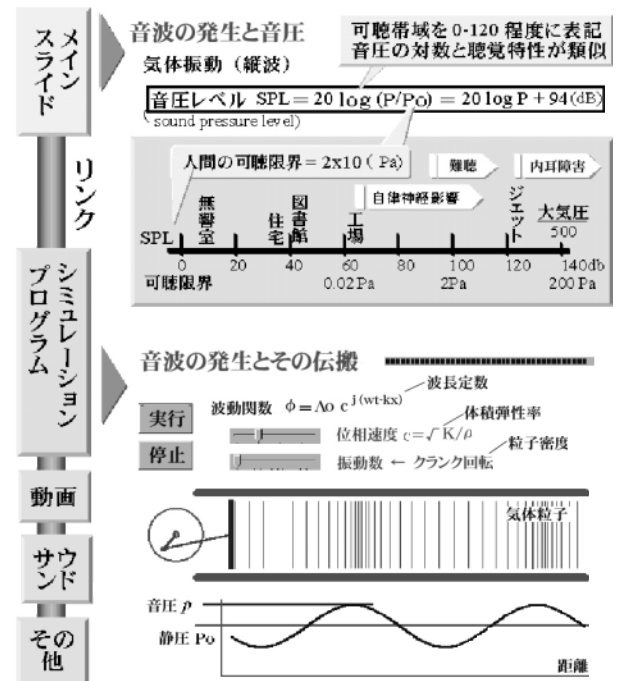 メイン
スライド
リンク
シミュレーション
プログラム
動画
サウンド
その他
音波の発生と音圧
可聴帯域を0-120 程度に表記
音圧の対数と聴覚特性が類似
気体振動（縦波）
音圧レベル SPL = 20 log (P/Po) = 20 log P + 94 (dB)
( sound pressure level)
人間の可聴限界 = 2x10 ( Pa)
難聴
内耳障害
自律神経影響
無響室
住宅
図書館
工場
ジェット
大気圧
500
SPL
0 20 40 60 80 100 120 140db
可聴限界 0.02Pa 2Pa 200 Pa
音波の発生とその伝搬
波長定数
実行
波動関数 ϕ = Λo c j (wt-kx)
体積弾性率
停止
位相速度 c = √K/ρ
粒子密度
振動数 ← クランク回転
気体粒子
音圧 p
静圧 Po
距離